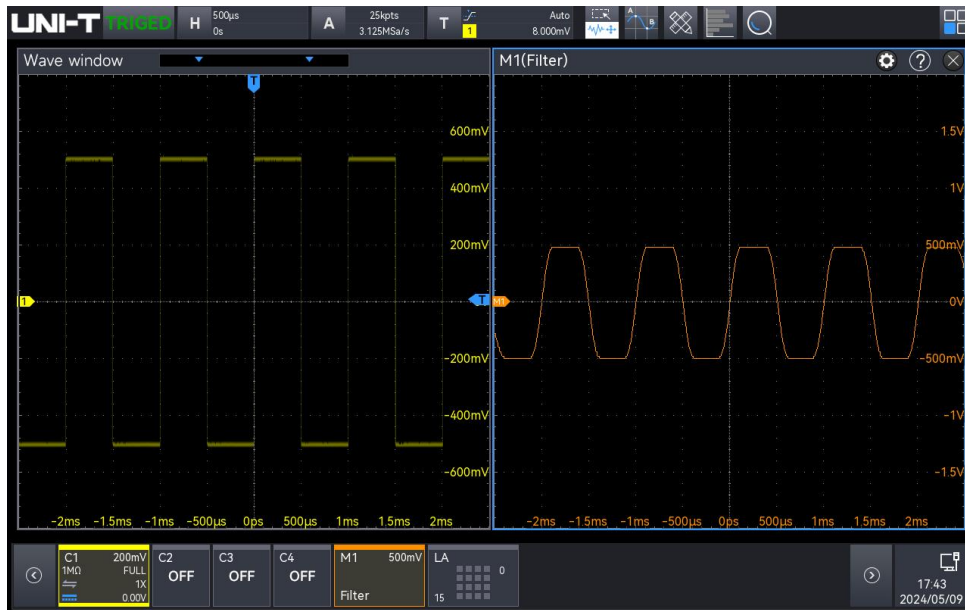 UNI-T TRIGED H 500μs 0s A 25kpts 3.125MSa/s T 1 Auto 8.000mV A B
Wave window
T
600mV
400mV
200mV
1
T
-200mV
-400mV
-600mV
-2ms -1.5ms -1ms -500μs 0ps 500μs 1ms 1.5ms 2ms
M1(Filter) ?
1.5V
1V
500mV
M1 0V
-500mV
-1V
-1.5V
-2ms -1.5ms -1ms -500μs 0ps 500μs 1ms 1.5ms 2ms
C1 200mV
1MΩ FULL
1X
0.00V
C2
OFF
C3
OFF
C4
OFF
M1 500mV
Filter
LA
0
15
17:43
2024/05/09